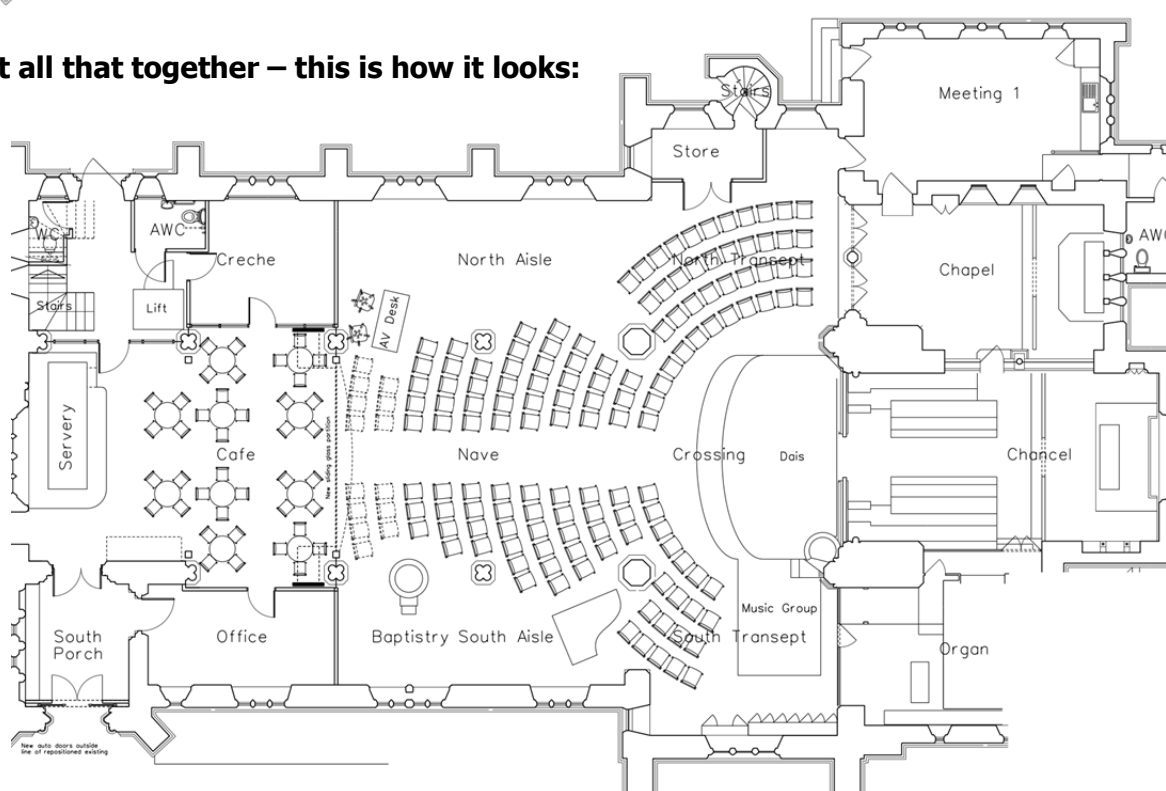 t all that together – this is how it looks:
Stairs
Meeting 1
Store
WC
AWC
Creche
North Aisle
North Transept
Chapel
AWC
Stairs
Lift
AV Desk
Servery
Cafe
New sliding glass partition
Nave
Crossing
Dais
Chancel
South
Porch
Office
Baptistry
South Aisle
Music Group
South Transept
Organ
New auto doors outside
line of repositioned existing